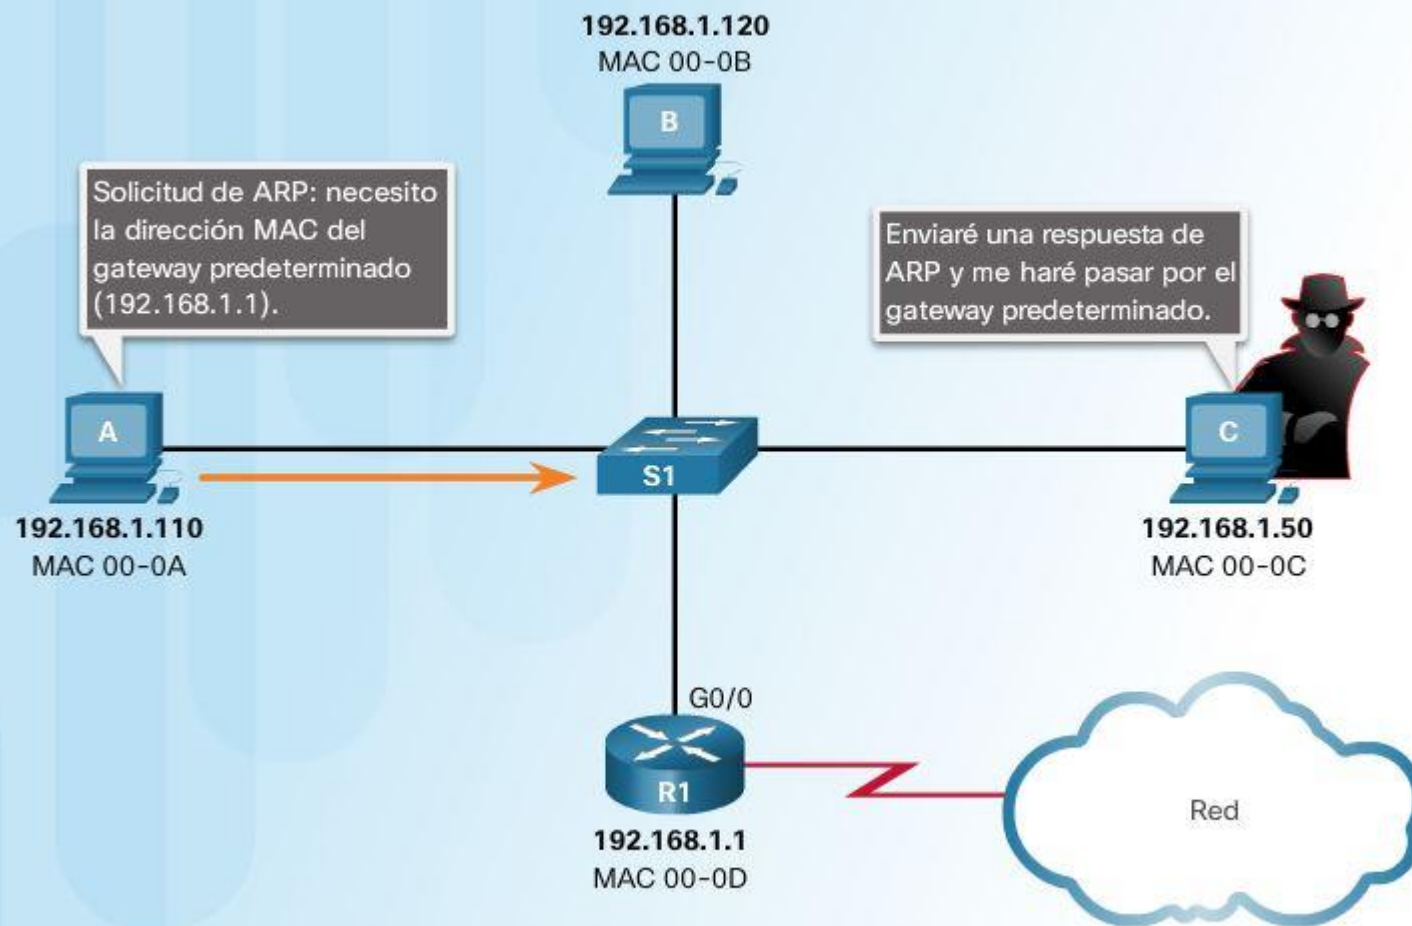 192.168.1.120
MAC 00-0B
B
Solicitud de ARP: necesito
la dirección MAC del
gateway predeterminado
(192.168.1.1).
Enviaré una respuesta de
ARP y me haré pasar por el
gateway predeterminado.
A
S1
C
192.168.1.110
MAC 00-0A
192.168.1.50
MAC 00-0C
G0/0
R1
192.168.1.1
MAC 00-0D
Red